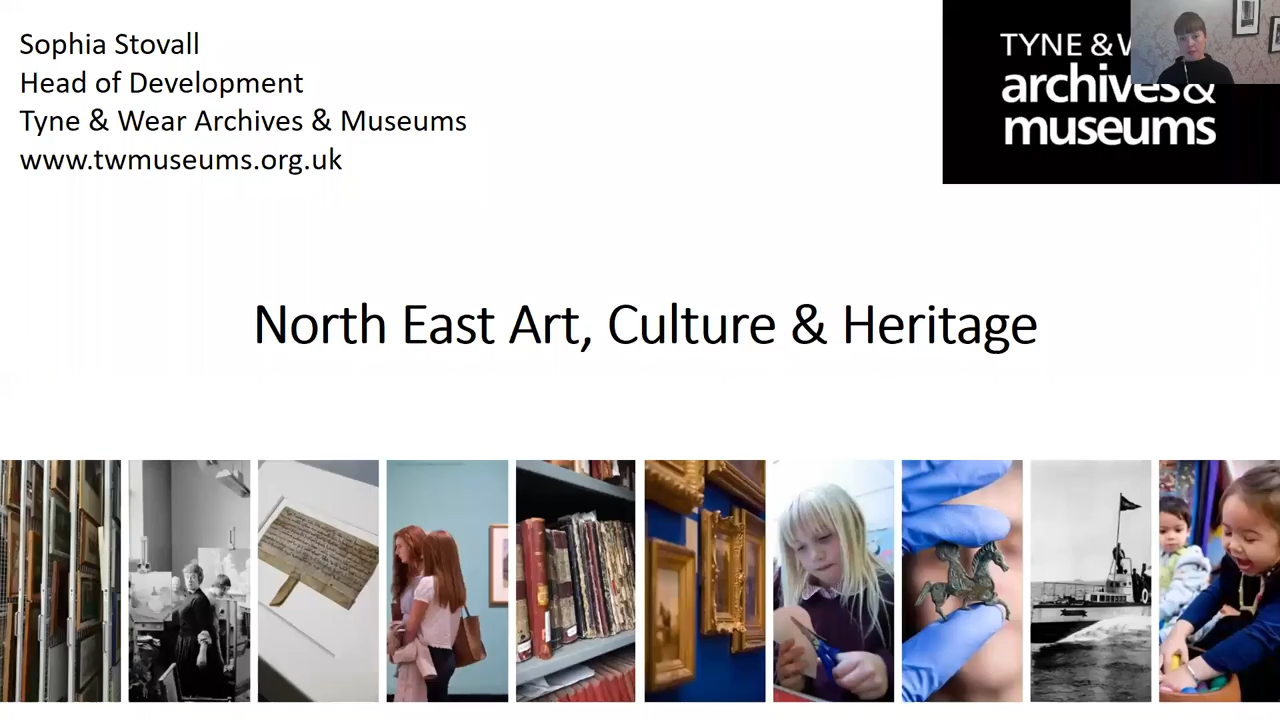 Sophia Stovall
Head of Development
Tyne & Wear Archives & Museums
www.twmuseums.org.uk
TYNE &
archives&
museums
North East Art, Culture & Heritage